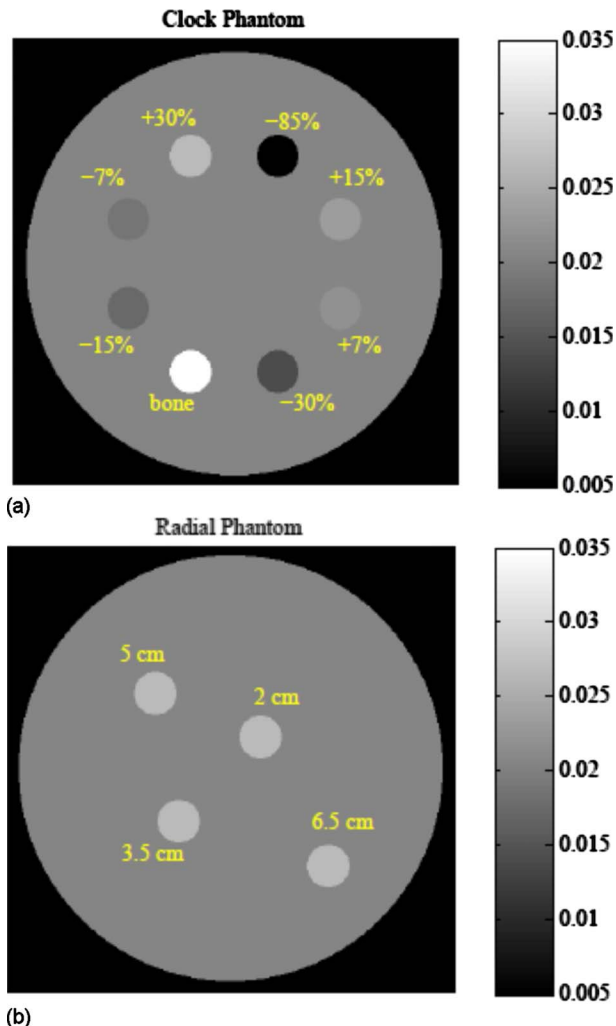 Clock Phantom
+30%
−85%
−7%
+15%
−15%
+7%
bone
−30%
0.035
0.03
0.025
0.02
0.015
0.01
0.005
(a)
Radial Phantom
5 cm
2 cm
3.5 cm
6.5 cm
0.035
0.03
0.025
0.02
0.015
0.01
0.005
(b)